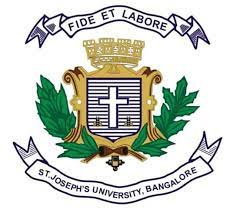 FIDE ET LABORE
ST. JOSEPH'S UNIVERSITY, BANGALORE